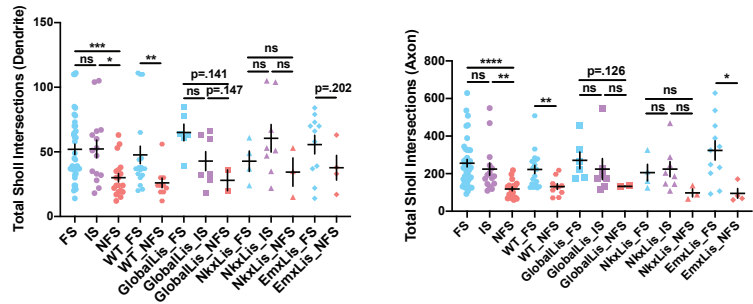 Total Sholl Intersections (Dendrite)
150
100
50
0
***
ns
*
**
p=.141
ns
p=.147
ns
ns
ns
p=.202
FS
IS
NFS
WT_FS
WT_NFS
GlobalLis_FS
GlobalLis_IS
GlobalLis_NFS
NkxLis_FS
NkxLis_IS
NkxLis_NFS
EmxLis_FS
EmxLis_NFS
Total Sholl Intersections (Axon)
800
600
400
200
0
****
ns
**
**
p=.126
ns
ns
ns
ns
ns
*
FS
IS
NFS
WT_FS
WT_NFS
GlobalLis_FS
GlobalLis_IS
GlobalLis_NFS
NkxLis_FS
NkxLis_IS
NkxLis_NFS
EmxLis_FS
EmxLis_NFS